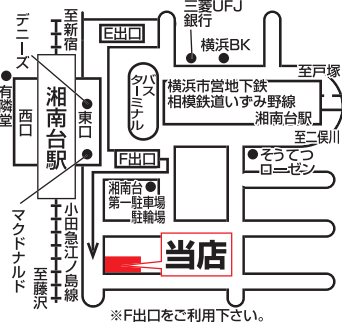 至新宿
デニーズ
有隣堂
西口
湘南台駅
東口
マクドナルド
小田急江ノ島線
至藤沢
E出口
三菱UFJ
銀行
横浜BK
バス
ターミナル
至戸塚
横浜市営地下鉄
相模鉄道いずみ野線
湘南台駅
至二俣川
そうてつ
ローゼン
F出口
湘南台
第一駐車場
駐輪場
当店
※F出口をご利用下さい。